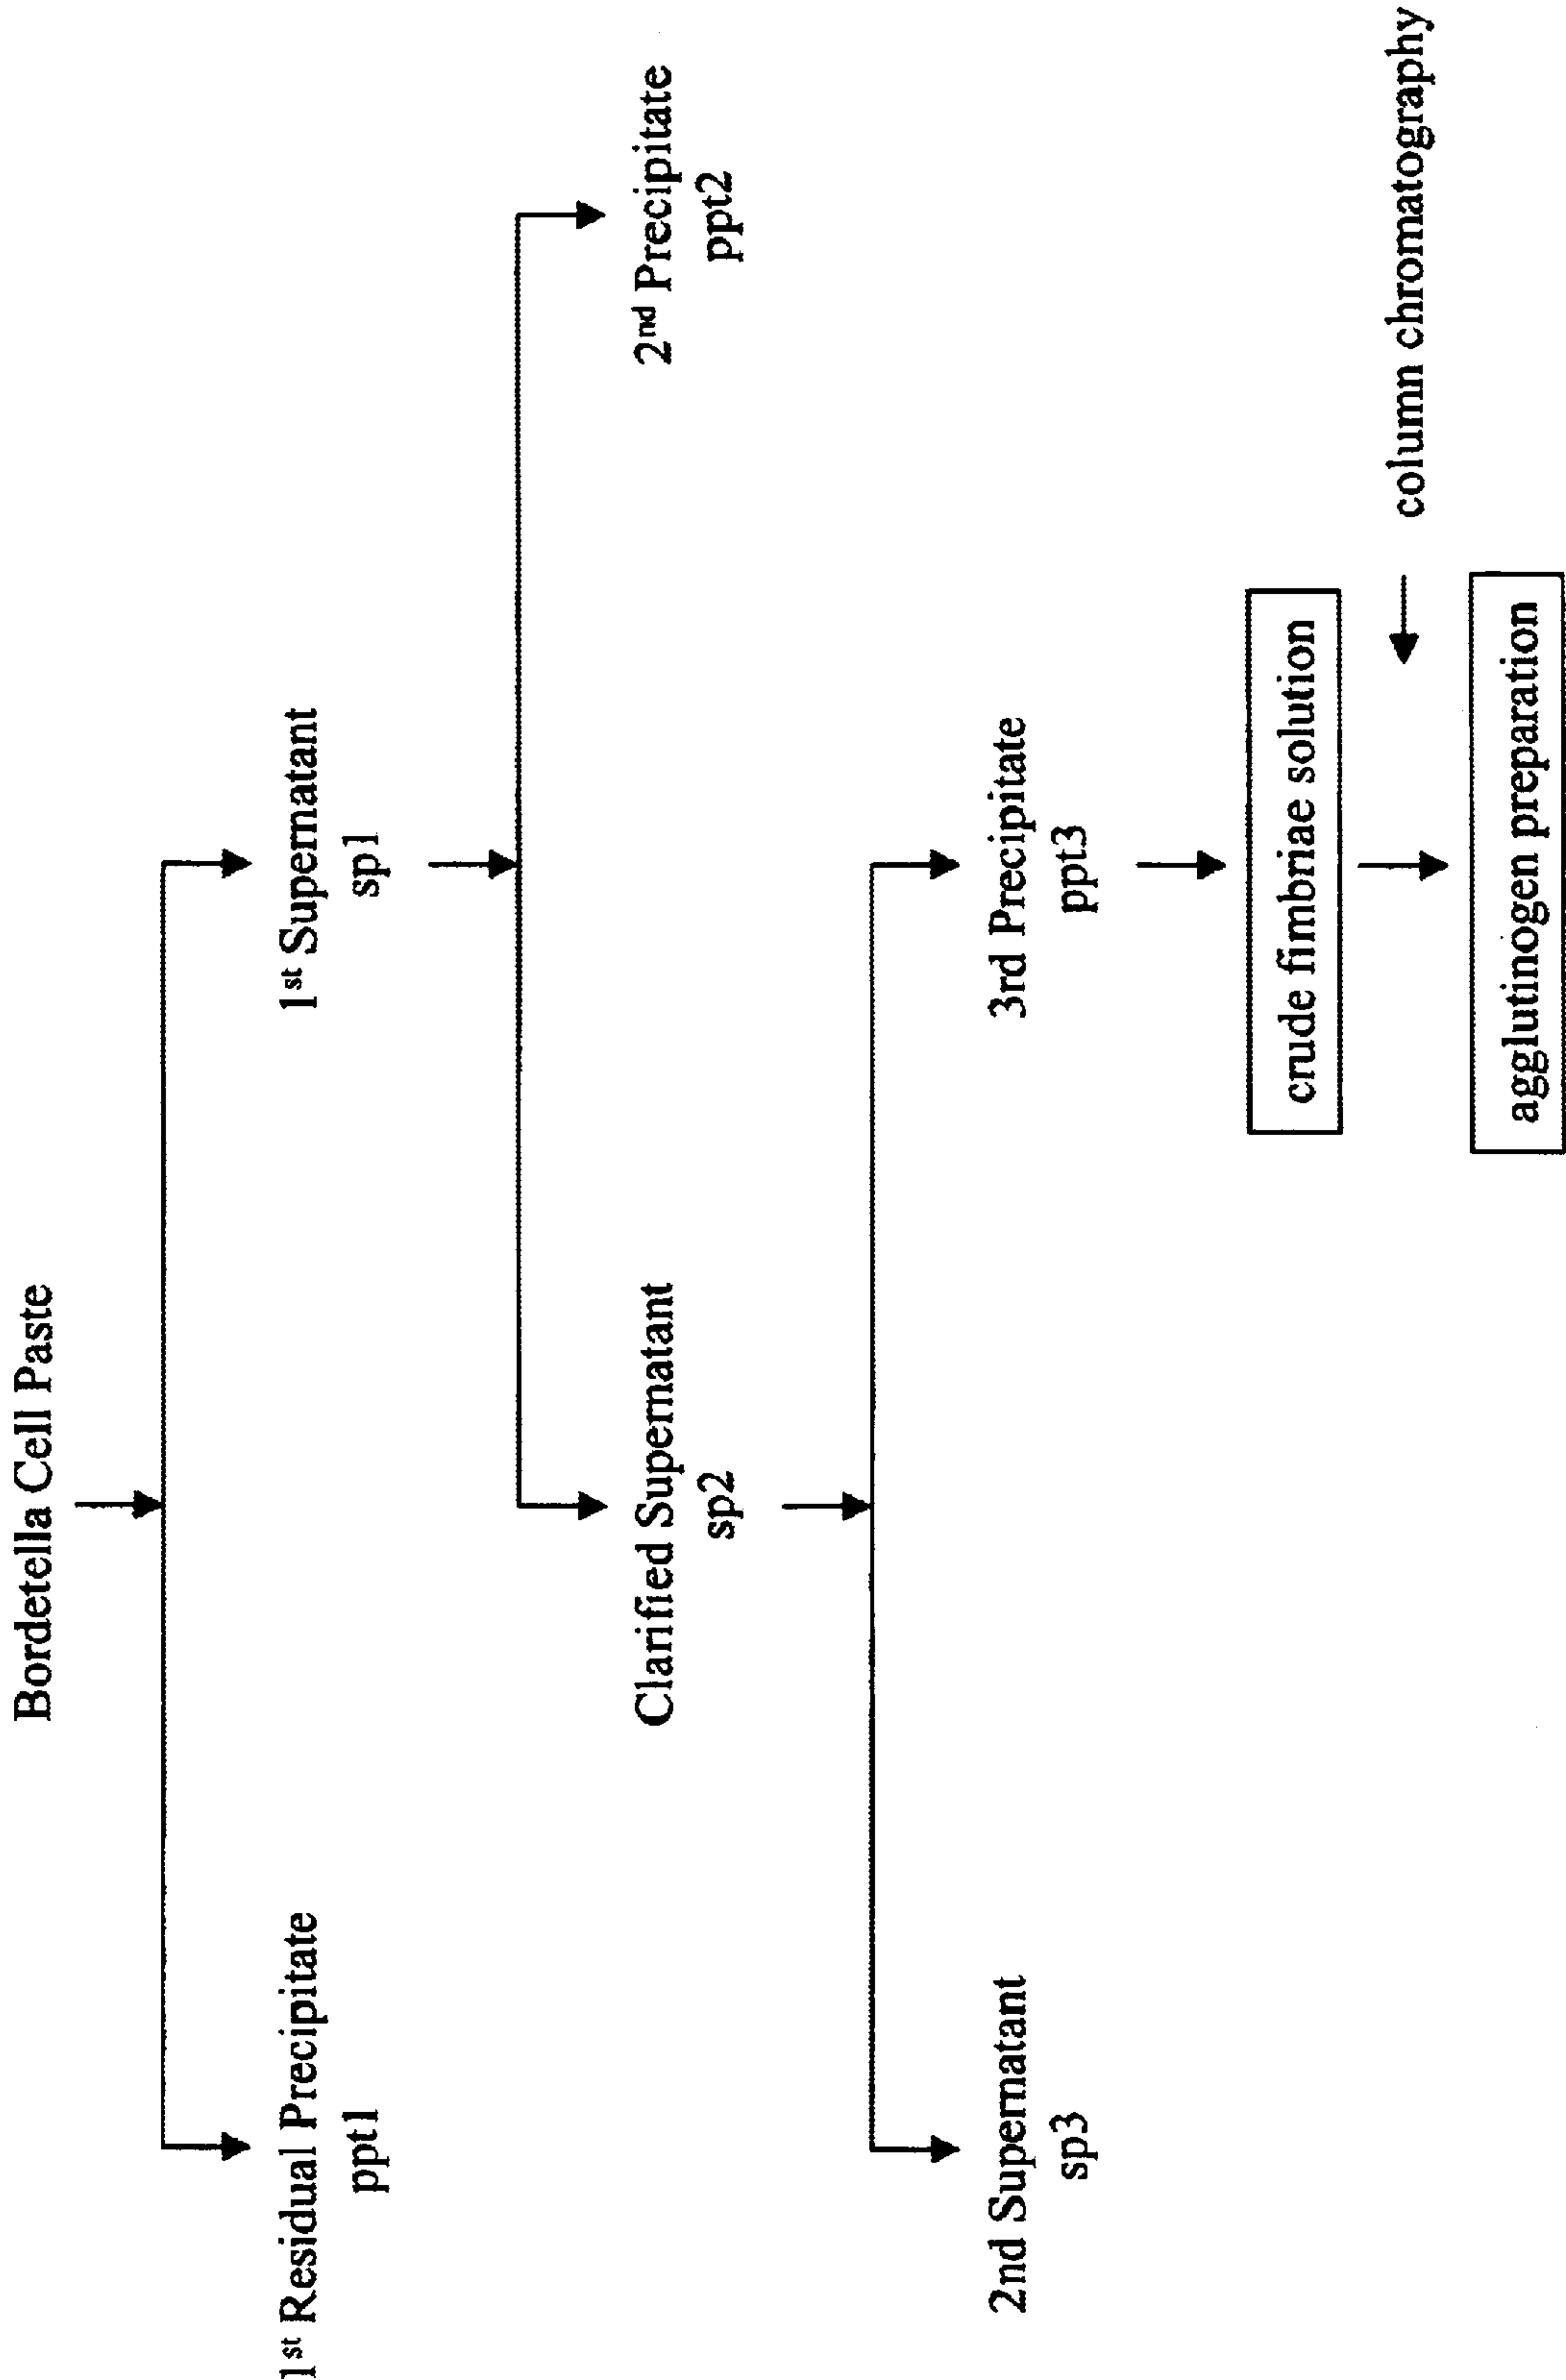 Bordetella Cell Paste
1st Residual Precipitate
ppt1
1st Supernatant
sp1
Clarified Supernatant
sp2
2nd Precipitate
ppt2
2nd Supernatant
sp3
3rd Precipitate
ppt3
crude fimbriae solution
column chromatography
agglutinogen preparation